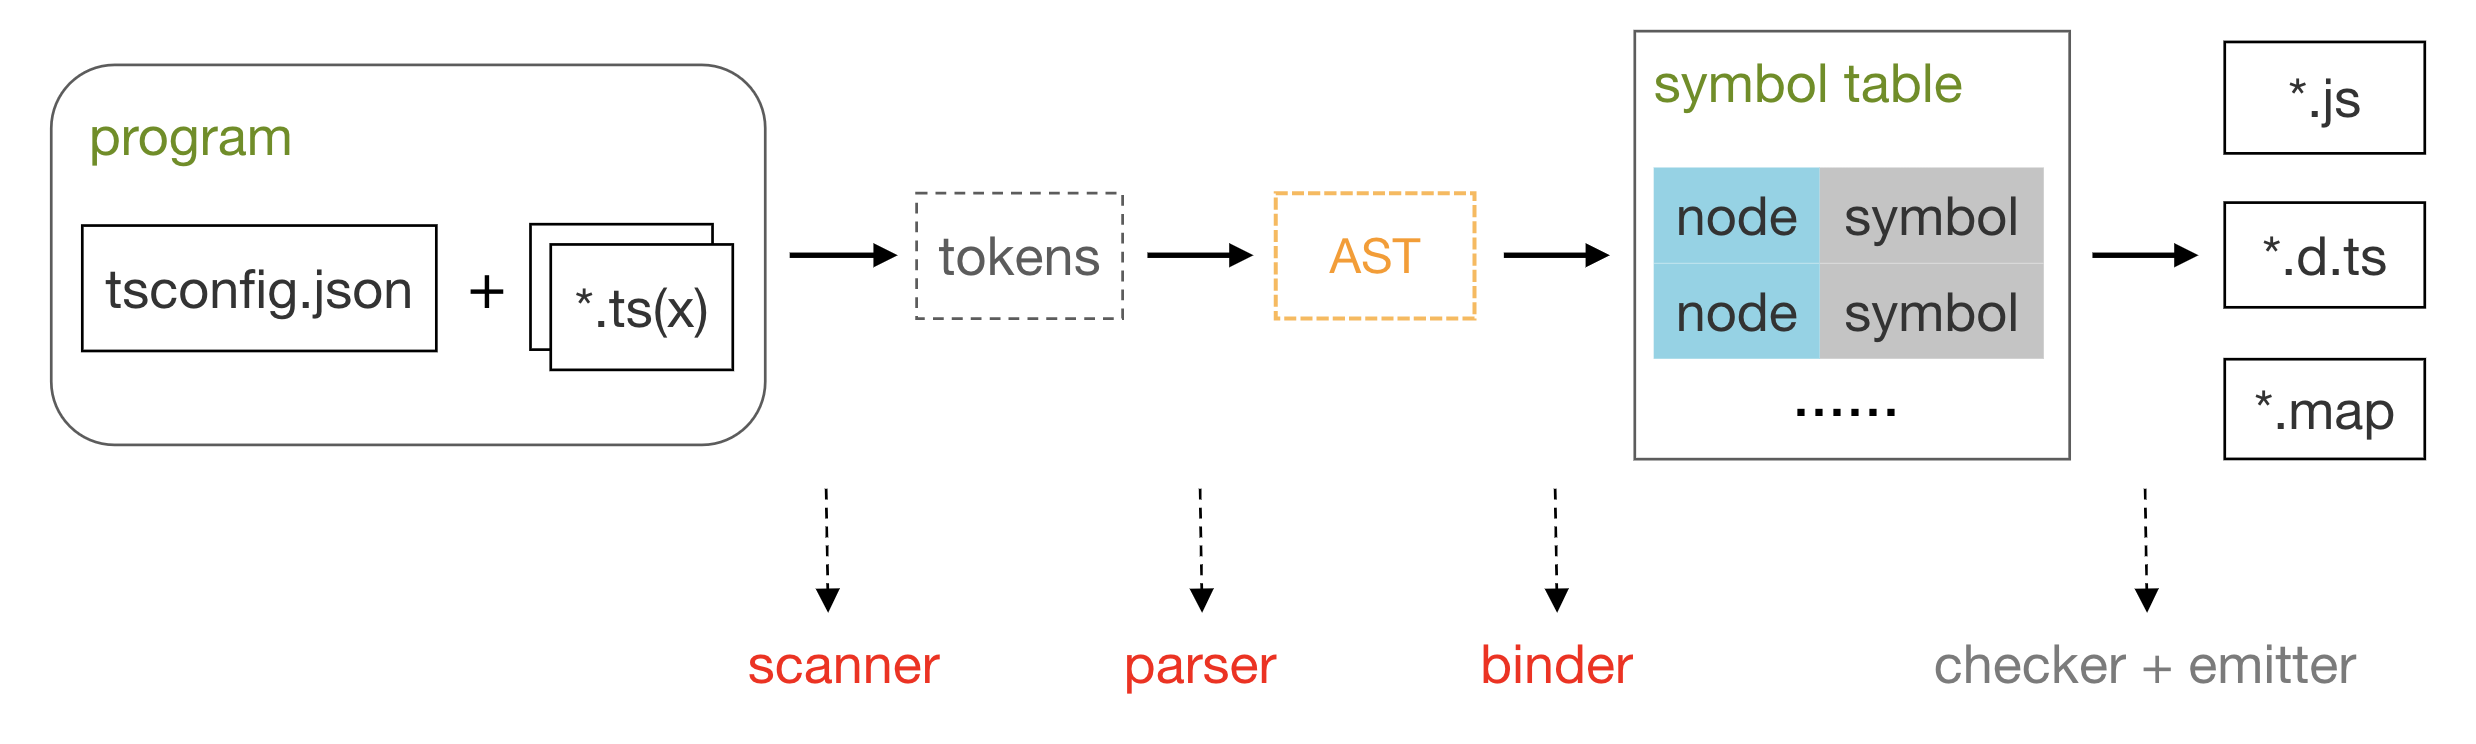 program
tsconfig.json + *.ts(x)
tokens
AST
symbol table
node symbol
node symbol
......
*.js
*.d.ts
*.map
scanner
parser
binder
checker + emitter